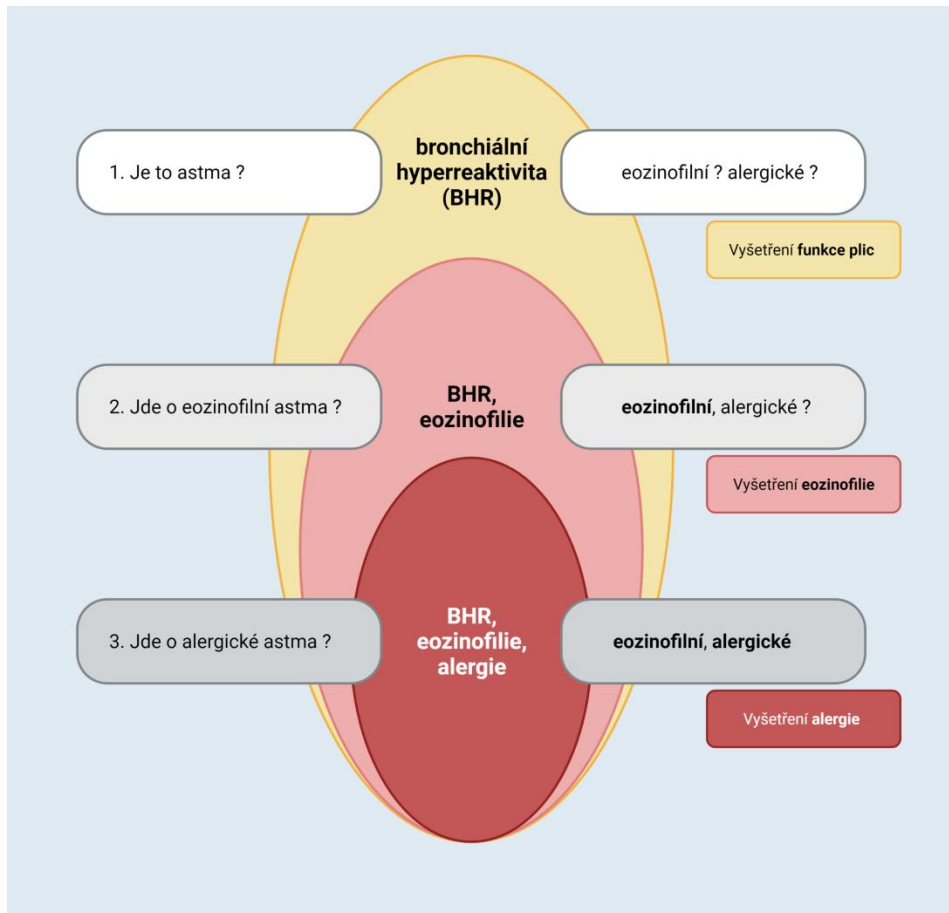 1. Je to astma ?
bronchiální
hyperreaktivita
(BHR)
eozinofilní ? alergické ?
Vyšetření funkce plic
2. Jde o eozinofilní astma ?
BHR,
eozinofilie
eozinofilní, alergické ?
Vyšetření eozinofilie
3. Jde o alergické astma ?
BHR,
eozinofilie,
alergie
eozinofilní, alergické
Vyšetření alergie